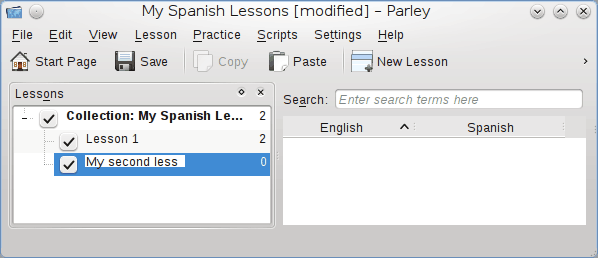 My Spanish Lessons [modified] – Parley
File Edit View Lesson Practice Scripts Settings Help
Start Page Save Copy Paste New Lesson
Lessons
Search: Enter search terms here
Collection: My Spanish Le... 2
English Spanish
Lesson 1 2
My second less 0